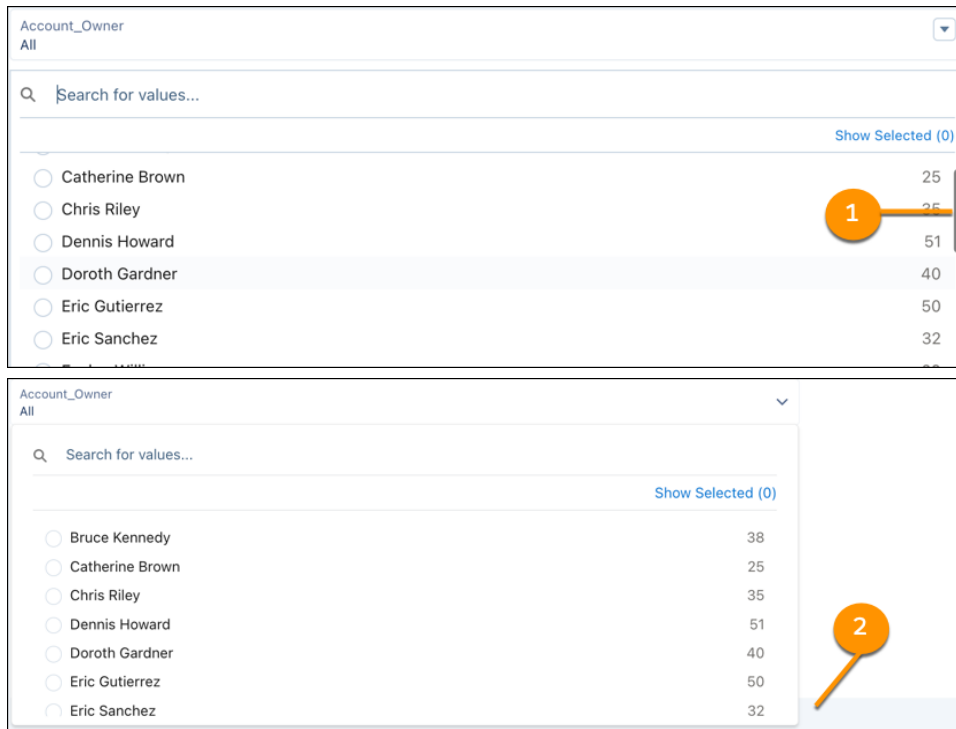 Account_Owner
All
Search for values...
Show Selected (0)
Catherine Brown 25
Chris Riley 35
1
Dennis Howard 51
Doroth Gardner 40
Eric Gutierrez 50
Eric Sanchez 32
Account_Owner
All
Search for values...
Show Selected (0)
Bruce Kennedy 38
Catherine Brown 25
Chris Riley 35
Dennis Howard 51
2
Doroth Gardner 40
Eric Gutierrez 50
Eric Sanchez 32